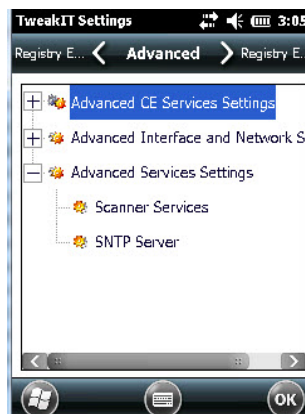 TweakIT Settings 3:05
Registry E... Advanced Registry E..
Advanced CE Services Settings
Advanced Interface and Network S
Advanced Services Settings
Scanner Services
SNTP Server
OK